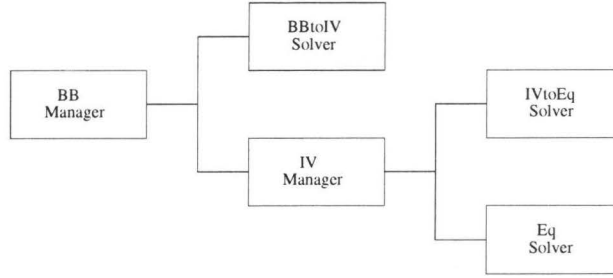 BBtoIV
Solver
BB
Manager
IVtoEq
Solver
IV
Manager
Eq
Solver